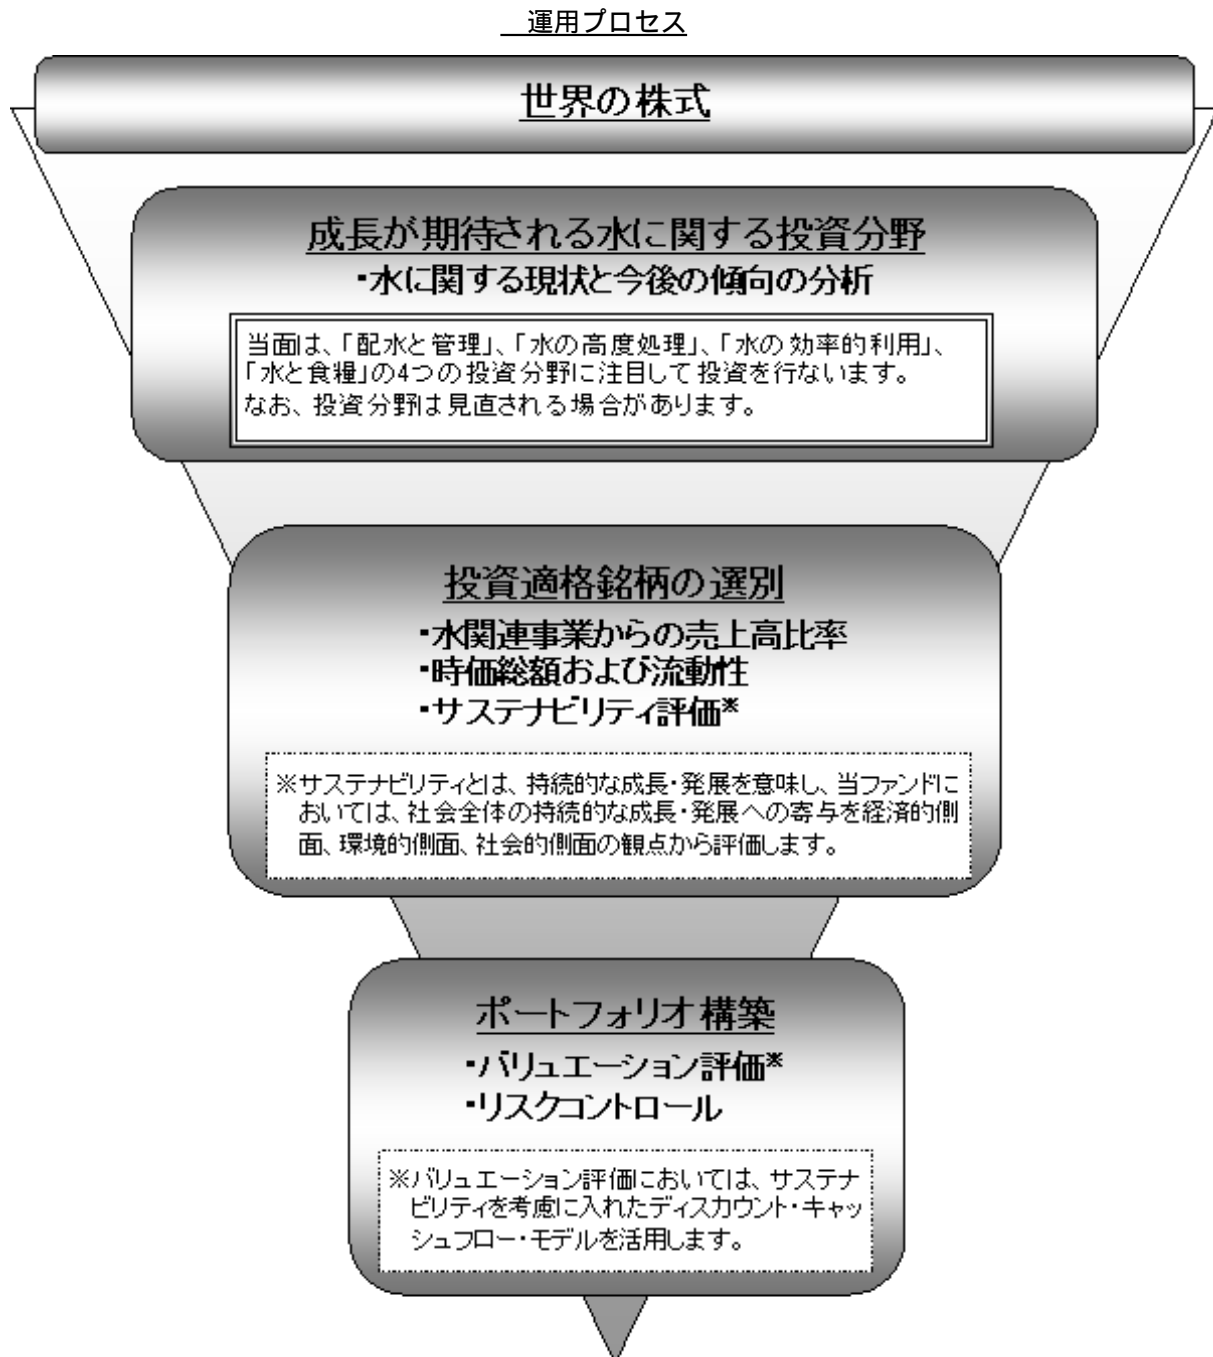 運用プロセス
世界の株式
成長が期待される水に関する投資分野
・水に関する現状と今後の傾向の分析
当面は、「配水と管理」、「水の高度処理」、「水の効率的利用」、
「水と食糧」の4つの投資分野に注目して投資を行ないます。
なお、投資分野は見直される場合があります。
投資適格銘柄の選別
・水関連事業からの売上高比率
・時価総額および流動性
・サステナビリティ評価※
※サステナビリティとは、持続的な成長・発展を意味し、当ファンドに
おいては、社会全体の持続的な成長・発展への寄与を経済的側
面、環境的側面、社会的側面の観点から評価します。
ポートフォリオ構築
・バリュエーション評価※
・リスクコントロール
※バリュエーション評価においては、サステナ
ビリティを考慮に入れたディスカウント・キャッ
シュフロー・モデルを活用します。